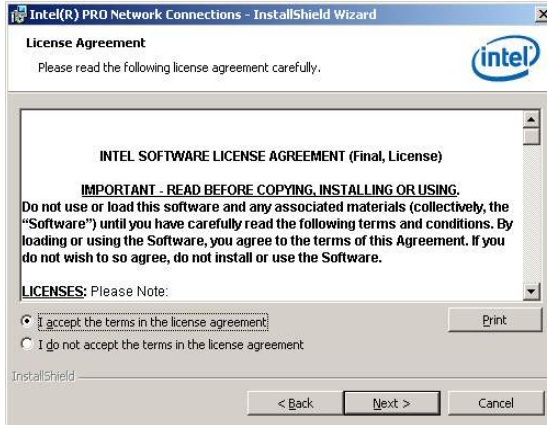 Intel(R) PRO Network Connections - InstallShield Wizard
License Agreement
Please read the following license agreement carefully.
intel
INTEL SOFTWARE LICENSE AGREEMENT (Final, License)
IMPORTANT - READ BEFORE COPYING, INSTALLING OR USING.
Do not use or load this software and any associated materials (collectively, the
“Software”) until you have carefully read the following terms and conditions. By
loading or using the Software, you agree to the terms of this Agreement. If you
do not wish to so agree, do not install or use the Software.
LICENSES: Please Note:
I accept the terms in the license agreement
Print
I do not accept the terms in the license agreement
InstallShield
< Back
Next >
Cancel